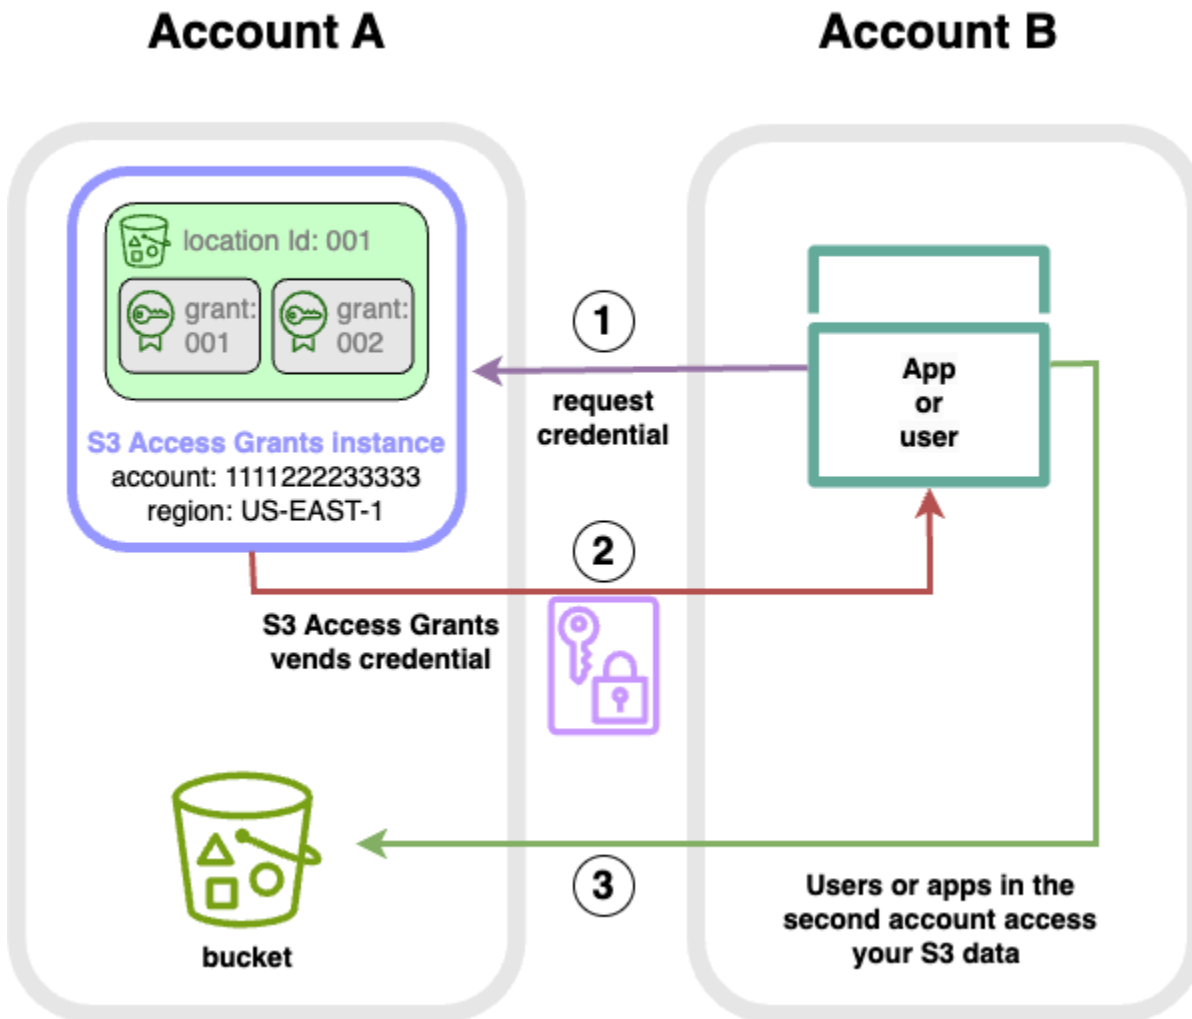 Account A
Account B
location Id: 001
grant:
001
grant:
002
S3 Access Grants instance
account: 1111222233333
region: US-EAST-1
1
request
credential
App
or
user
2
S3 Access Grants
vends credential
bucket
3
Users or apps in the
second account access
your S3 data